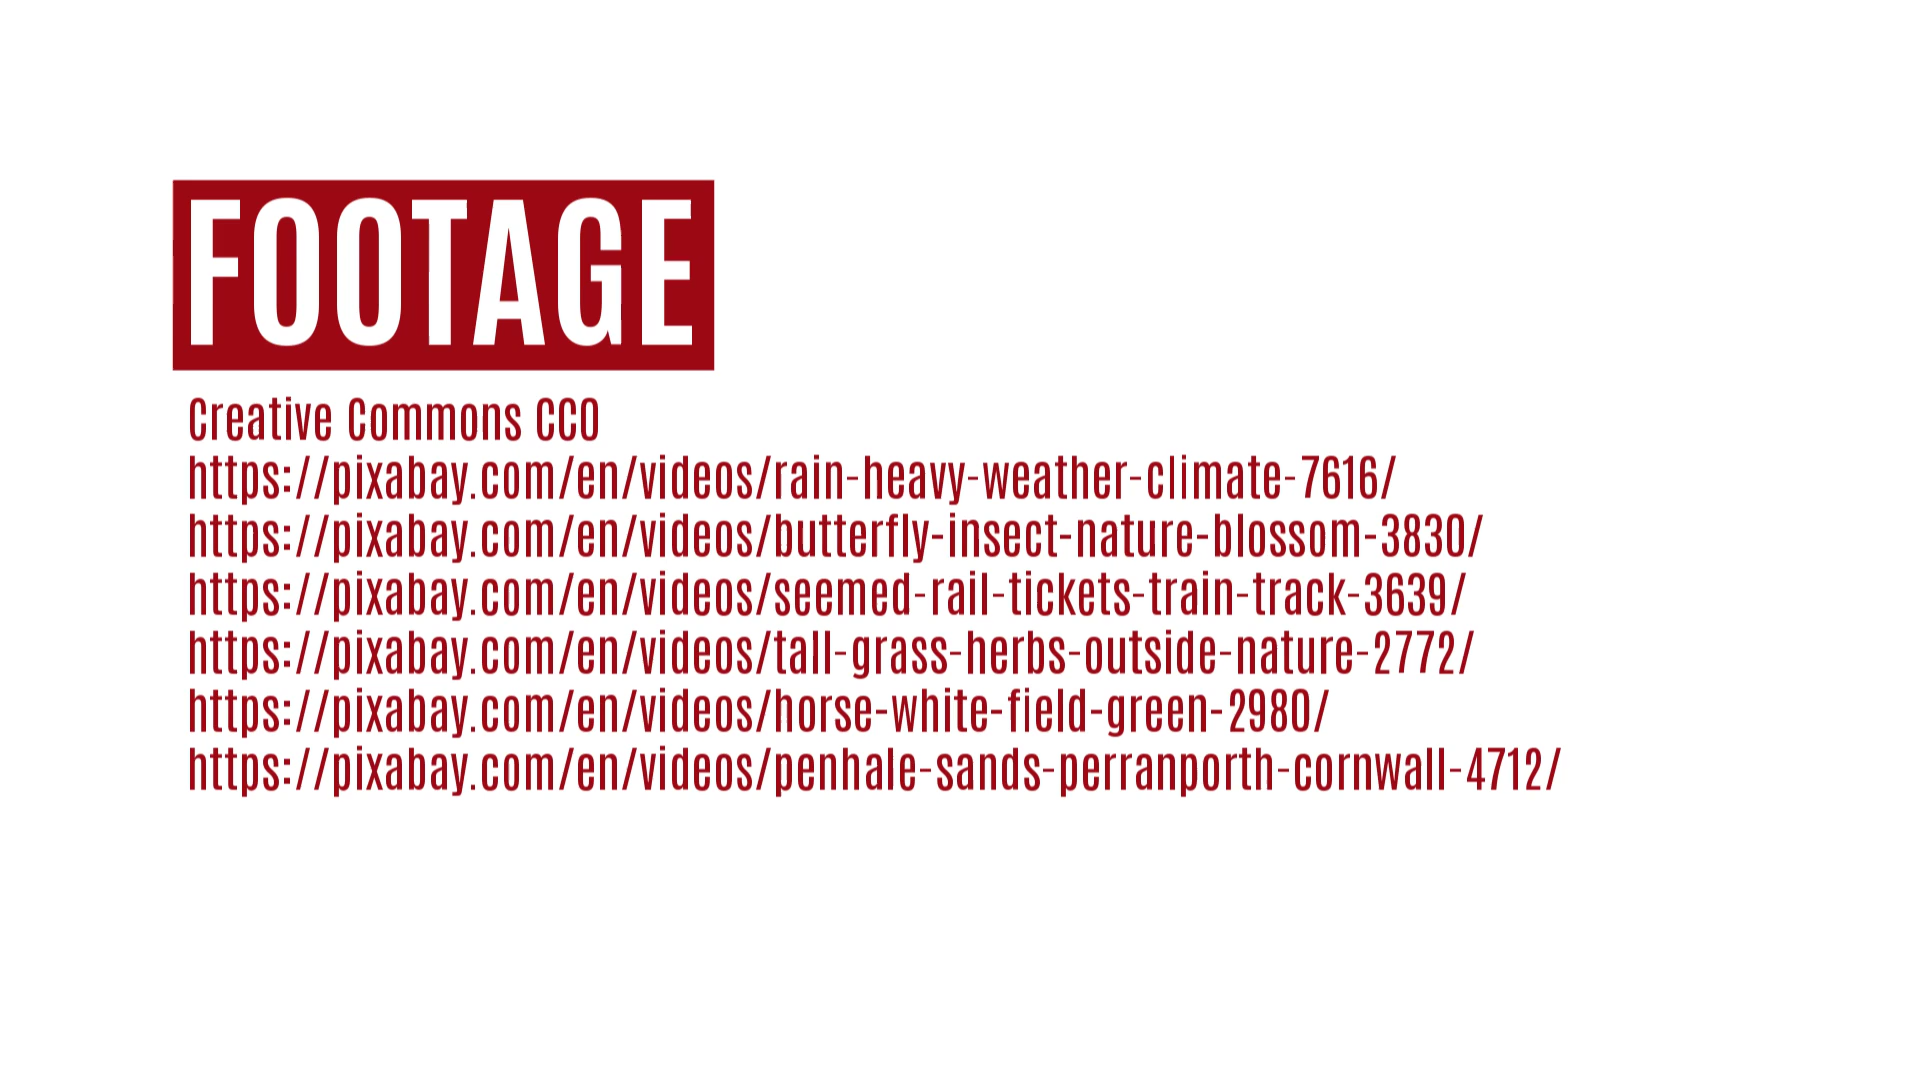 FOOTAGE
Creative Commons CC0
https://pixabay.com/en/videos/rain-heavy-weather-climate-7616/
https://pixabay.com/en/videos/butterfly-insect-nature-blossom-3830/
https://pixabay.com/en/videos/seemed-rail-tickets-train-track-3639/
https://pixabay.com/en/videos/tall-grass-herbs-outside-nature-2772/
https://pixabay.com/en/videos/horse-white-field-green-2980/
https://pixabay.com/en/videos/penhale-sands-perranporth-cornwall-4712/